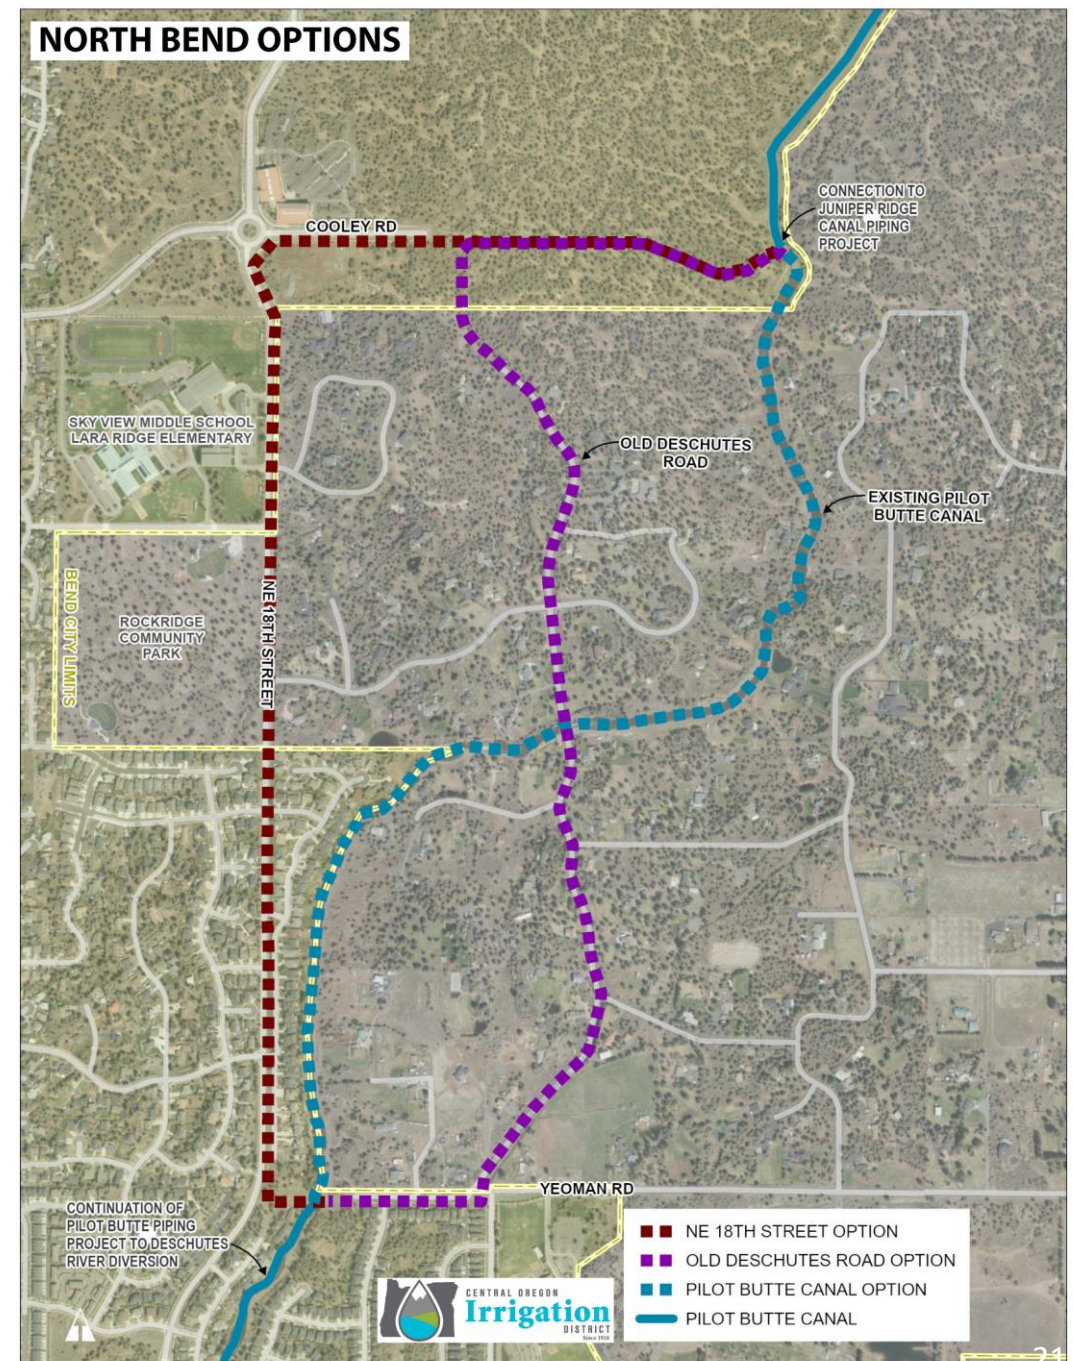 NORTH BEND OPTIONS
CONNECTION TO
JUNIPER RIDGE
CANAL PIPING
PROJECT
COOLEY RD
SKY VIEW MIDDLE SCHOOL
LARA RIDGE ELEMENTARY
OLD DESCHUTES
ROAD
EXISTING PILOT
BUTTE CANAL
BEND CITY LIMITS
ROCKRIDGE
COMMUNITY
PARK
NE 18TH STREET
YEOMAN RD
CONTINUATION OF
PILOT BUTTE PIPING
PROJECT TO DESCHUTES
RIVER DIVERSION
NE 18TH STREET OPTION
OLD DESCHUTES ROAD OPTION
PILOT BUTTE CANAL OPTION
PILOT BUTTE CANAL
CENTRAL OREGON
Irrigation
DISTRICT
Since 1918
21